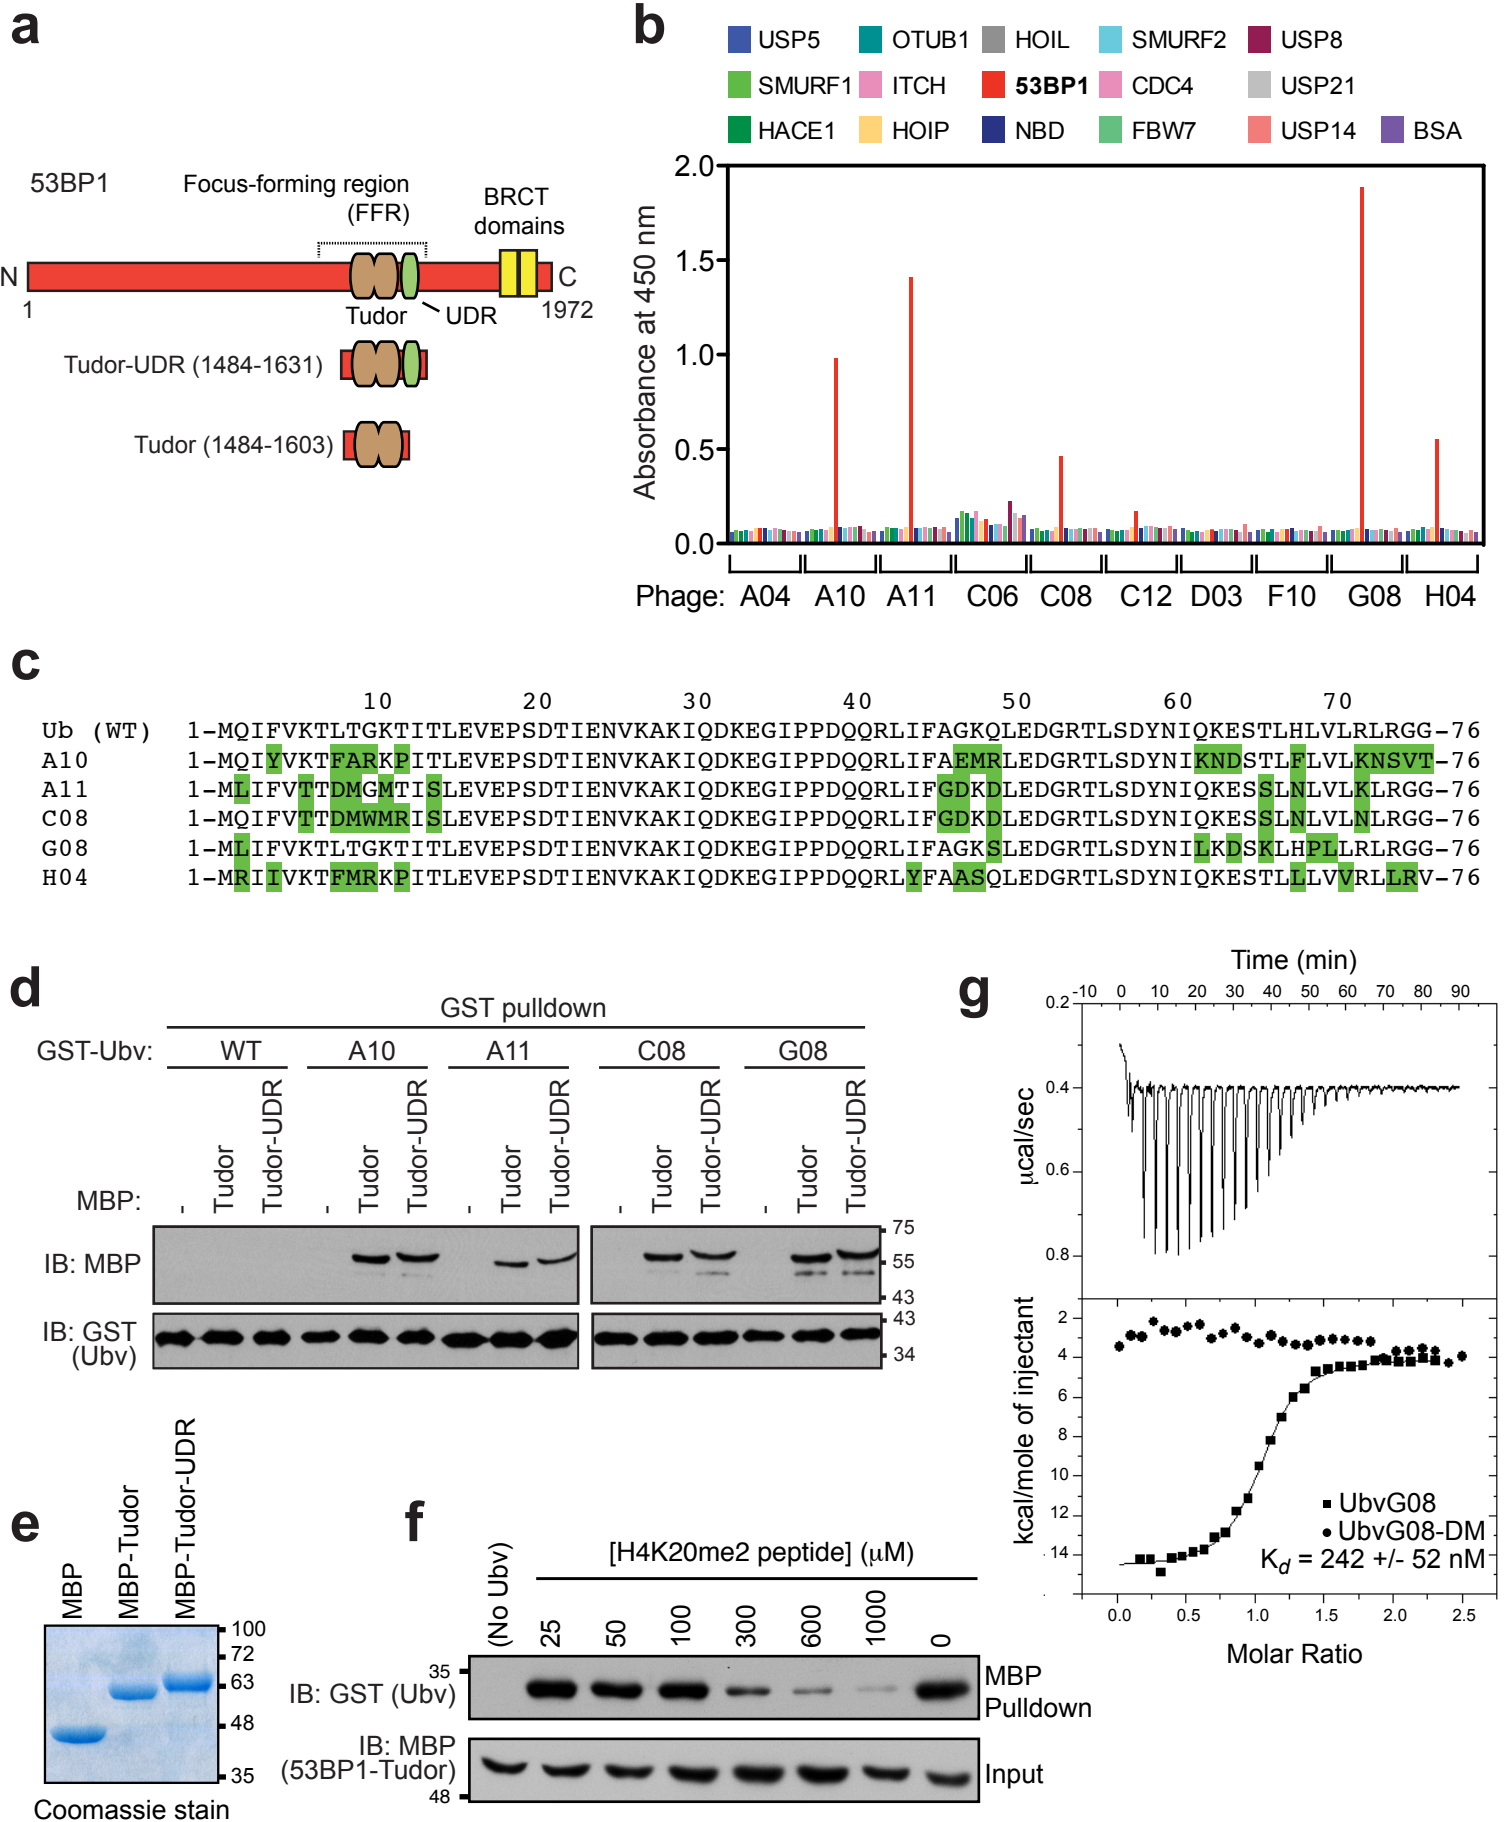 a
53BP1
Focus-forming region
(FFR)
BRCT
domains
N
C
1
Tudor
UDR
1972
Tudor-UDR (1484-1631)
Tudor (1484-1603)
b
USP5 OTUB1 HOIL SMURF2 USP8
SMURF1 ITCH 53BP1 CDC4 USP21
HACE1 HOIP NBD FBW7 USP14 BSA
Absorbance at 450 nm
2.0
1.5
1.0
0.5
0.0
Phage: A04 A10 A11 C06 C08 C12 D03 F10 G08 H04
c
10 20 30 40 50 60 70
Ub (WT) 1-MQIFVKTLTGKTITLEVEPSDTIENVKAKIQDKEGIPPDQQRLIFAGKQLEDGRTLSDYNIQKESTLHLVLRLRGG-76
A10 1-MQIYVKTFARKPITLEVEPSDTIENVKAKIQDKEGIPPDQQRLIFAEMRLEDGRTLSDYNIKNDSTLFLVLKNSVT-76
A11 1-MLIFVTTDMGMTISLEVEPSDTIENVKAKIQDKEGIPPDQQRLIFGDKDLEDGRTLSDYNIQKESSLNLVLKLRGG-76
C08 1-MQIFVTTDMWMRISLEVEPSDTIENVKAKIQDKEGIPPDQQRLIFGDKDLEDGRTLSDYNIQKESSLNLVLNLRGG-76
G08 1-MLIFVKTLTGKTITLEVEPSDTIENVKAKIQDKEGIPPDQQRLIFAGKSLEDGRTLSDYNILKDSKLHPLLRLRGG-76
H04 1-MRIIVKTFMRKPITLEVEPSDTIENVKAKIQDKEGIPPDQQRLYFAASQLEDGRTLSDYNIQKESTLLLVVRLLRV-76
d
GST pulldown
GST-Ubv: WT A10 A11 C08 G08
MBP: - Tudor Tudor-UDR - Tudor Tudor-UDR - Tudor Tudor-UDR - Tudor Tudor-UDR - Tudor Tudor-UDR
IB: MBP
75
55
43
IB: GST
(Ubv)
43
34
e
MBP
MBP-Tudor
MBP-Tudor-UDR
100
72
63
48
35
Coomassie stain
f
[H4K20me2 peptide] (μM)
(No Ubv) 25 50 100 300 600 1000 0
35
IB: GST (Ubv)
MBP
Pulldown
IB: MBP
(53BP1-Tudor)
48
Input
g
Time (min)
-10 0 10 20 30 40 50 60 70 80 90
0.2
0.4
0.6
0.8
μcal/sec
2
4
6
8
10
12
14
kcal/mole of injectant
UbvG08
UbvG08-DM
Kd = 242 +/- 52 nM
0.0 0.5 1.0 1.5 2.0 2.5
Molar Ratio